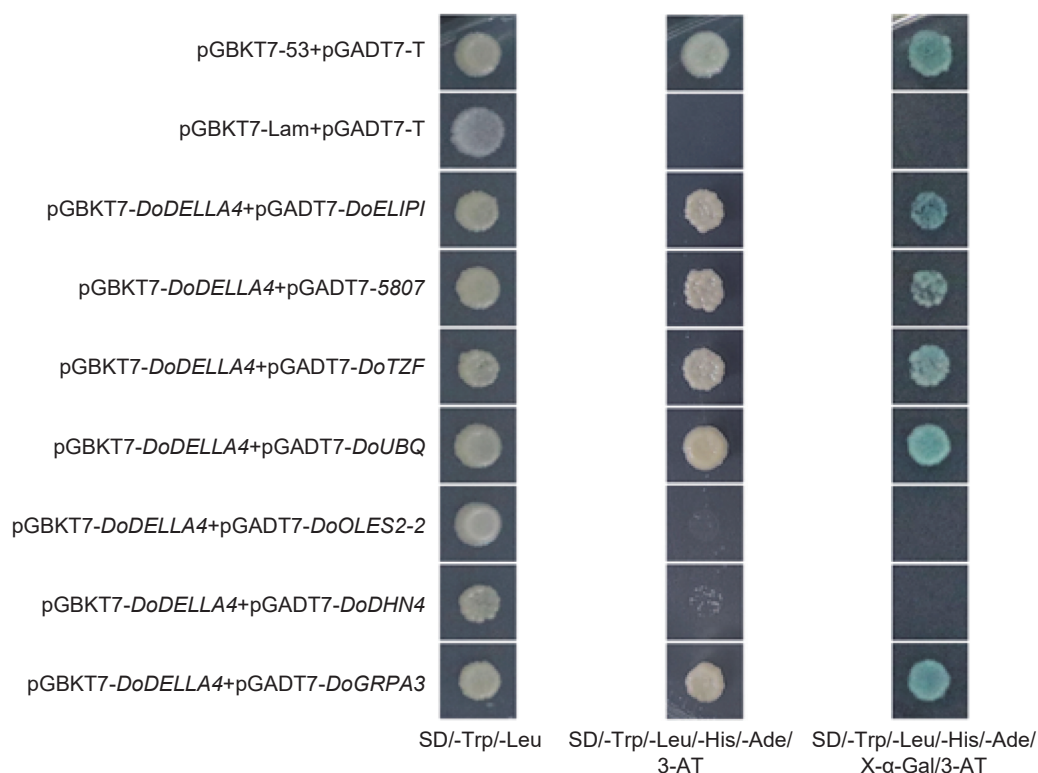 pGBKT7-53+pGADT7-T
pGBKT7-Lam+pGADT7-T
pGBKT7-DoDELLA4+pGADT7-DoELIPI
pGBKT7-DoDELLA4+pGADT7-5807
pGBKT7-DoDELLA4+pGADT7-DoTZF
pGBKT7-DoDELLA4+pGADT7-DoUBQ
pGBKT7-DoDELLA4+pGADT7-DoOLES2-2
pGBKT7-DoDELLA4+pGADT7-DoDHN4
pGBKT7-DoDELLA4+pGADT7-DoGRPA3
SD/-Trp/-Leu
SD/-Trp/-Leu/-His/-Ade/
3-AT
SD/-Trp/-Leu/-His/-Ade/
X-α-Gal/3-AT